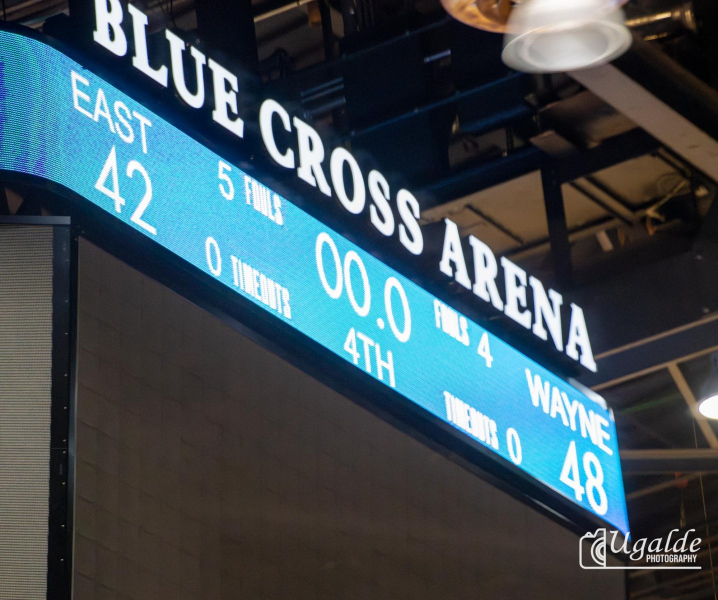 BLUE CROSS ARENA
EAST
42
5 FOULS
0 TIMEOUTS
00.0
4TH
FOULS 4
TIMEOUTS 0
WAYNE
48
Ugalde
PHOTOGRAPHY